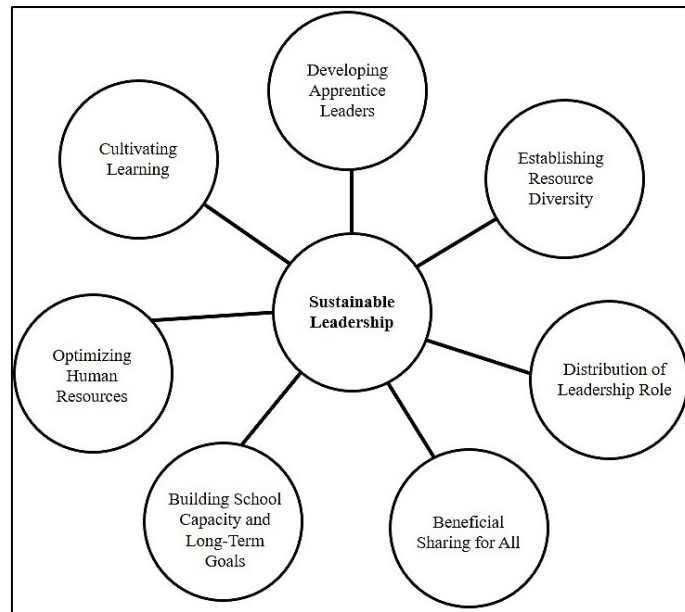 Developing
Apprentice
Leaders
Cultivating
Learning
Establishing
Resource
Diversity
Sustainable
Leadership
Optimizing
Human
Resources
Distribution of
Leadership Role
Building School
Capacity and
Long-Term
Goals
Beneficial
Sharing for All